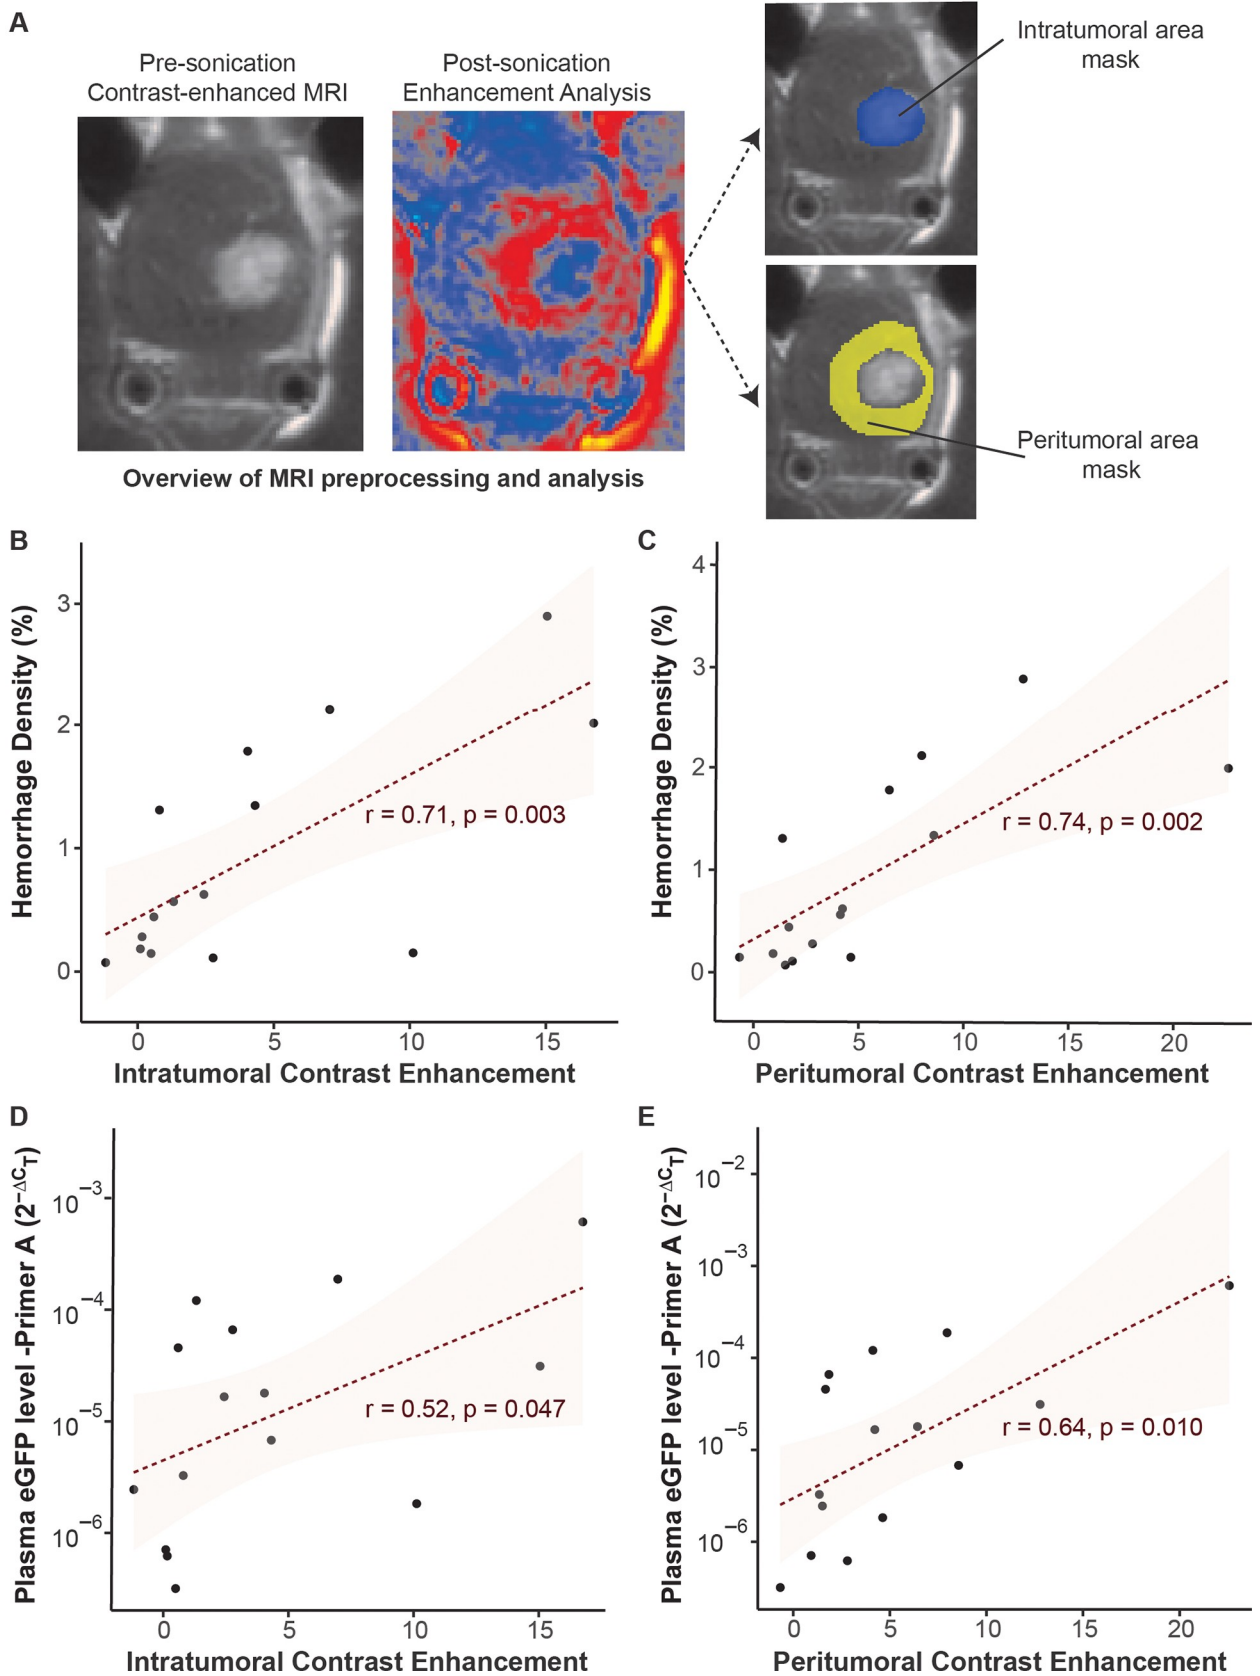 A
Pre-sonication
Contrast-enhanced MRI
Post-sonication
Enhancement Analysis
Intratumoral area
mask
Peritumoral area
mask
Overview of MRI preprocessing and analysis
B
Hemorrhage Density (%)
3
2
1
0
r = 0.71, p = 0.003
0 5 10 15
Intratumoral Contrast Enhancement
C
Hemorrhage Density (%)
4
3
2
1
0
r = 0.74, p = 0.002
0 5 10 15 20
Peritumoral Contrast Enhancement
D
Plasma eGFP level -Primer A (2^−ΔC_T)
10^−3
10^−4
10^−5
10^−6
r = 0.52, p = 0.047
0 5 10 15
Intratumoral Contrast Enhancement
E
Plasma eGFP level -Primer A (2^−ΔC_T)
10^−2
10^−3
10^−4
10^−5
10^−6
r = 0.64, p = 0.010
0 5 10 15 20
Peritumoral Contrast Enhancement